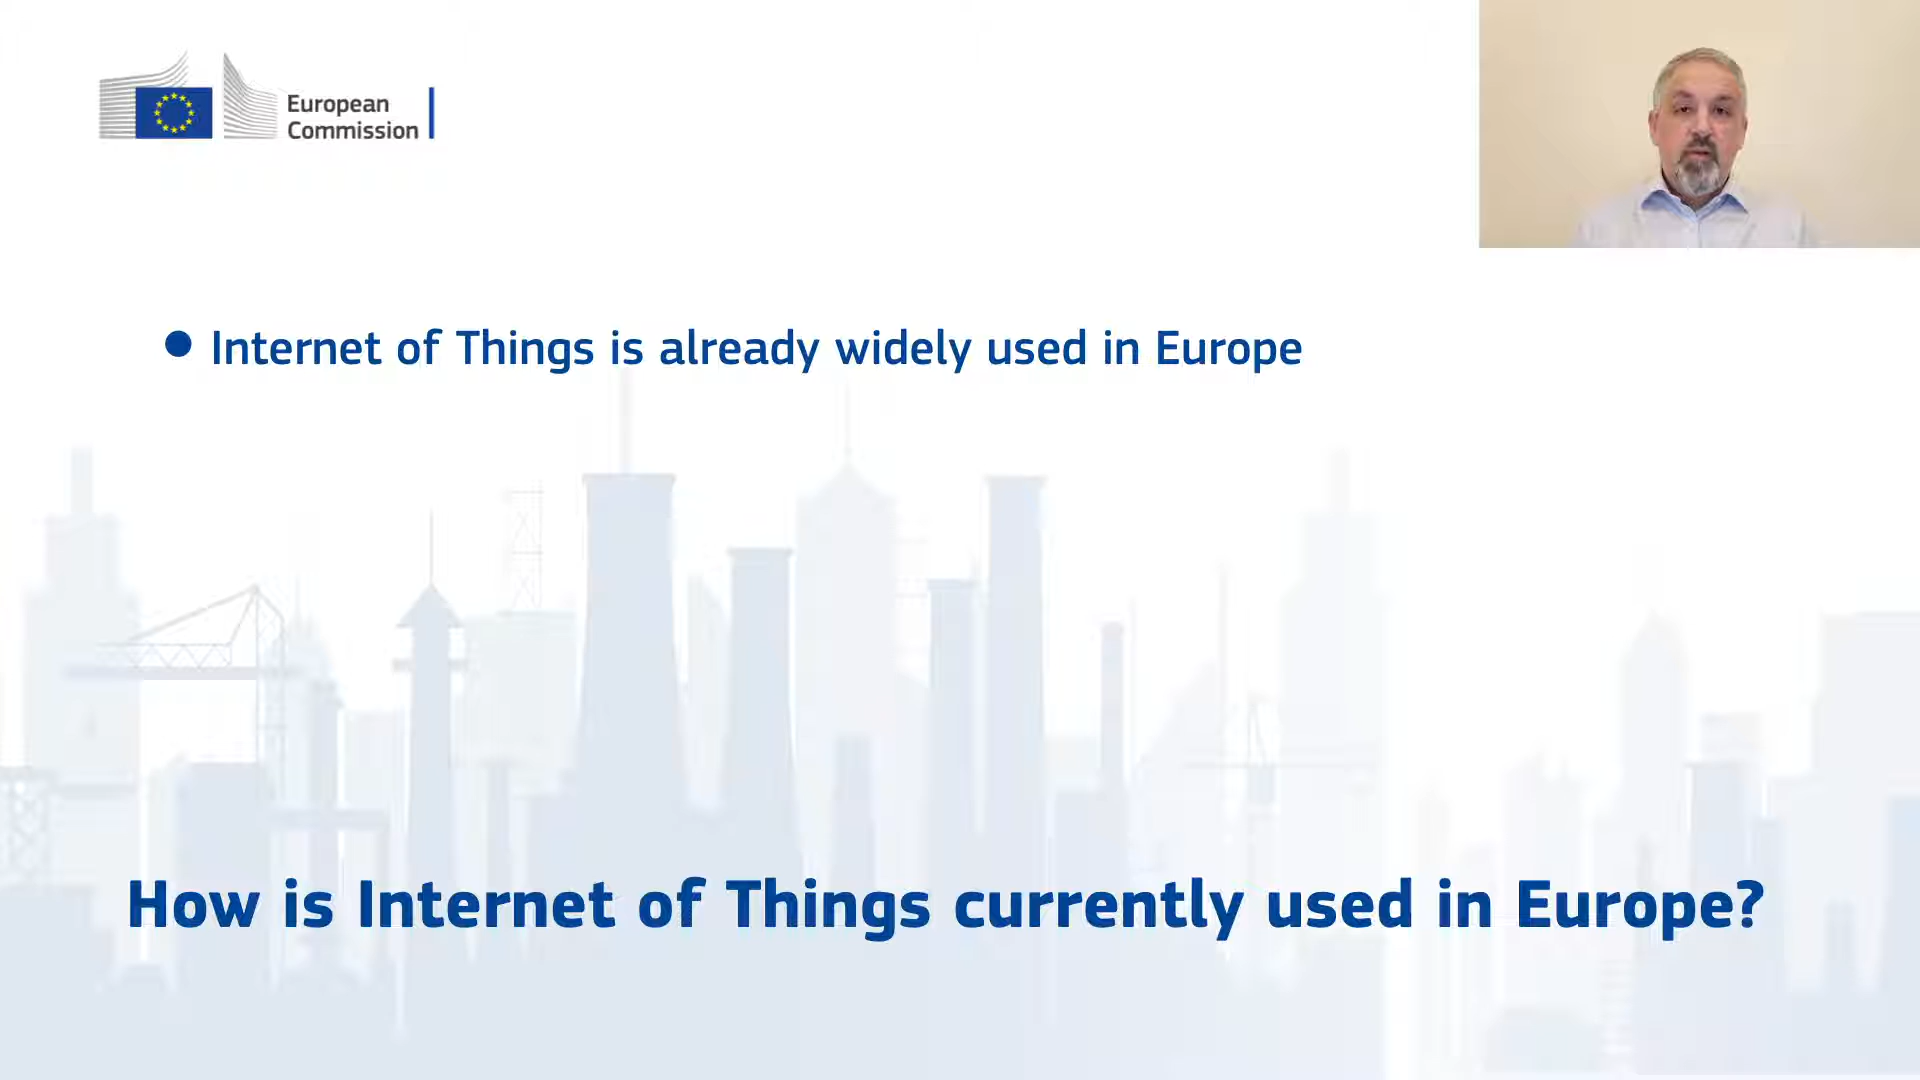 European
Commission
• Internet of Things is already widely used in Europe
How is Internet of Things currently used in Europe?